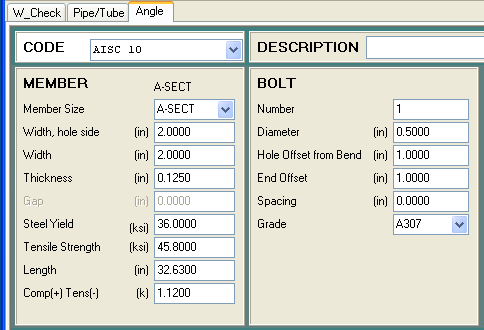 W_Check Pipe/Tube Angle
CODE AISC 10 DESCRIPTION
MEMBER A-SECT
Member Size A-SECT
Width, hole side (in) 2.0000
Width (in) 2.0000
Thickness (in) 0.1250
Gap (in) 0.0000
Steel Yield (ksi) 36.0000
Tensile Strength (ksi) 45.8000
Length (in) 32.6300
Comp(+) Tens(-) (k) 1.1200
BOLT
Number 1
Diameter (in) 0.5000
Hole Offset from Bend (in) 1.0000
End Offset (in) 1.0000
Spacing (in) 0.0000
Grade A307